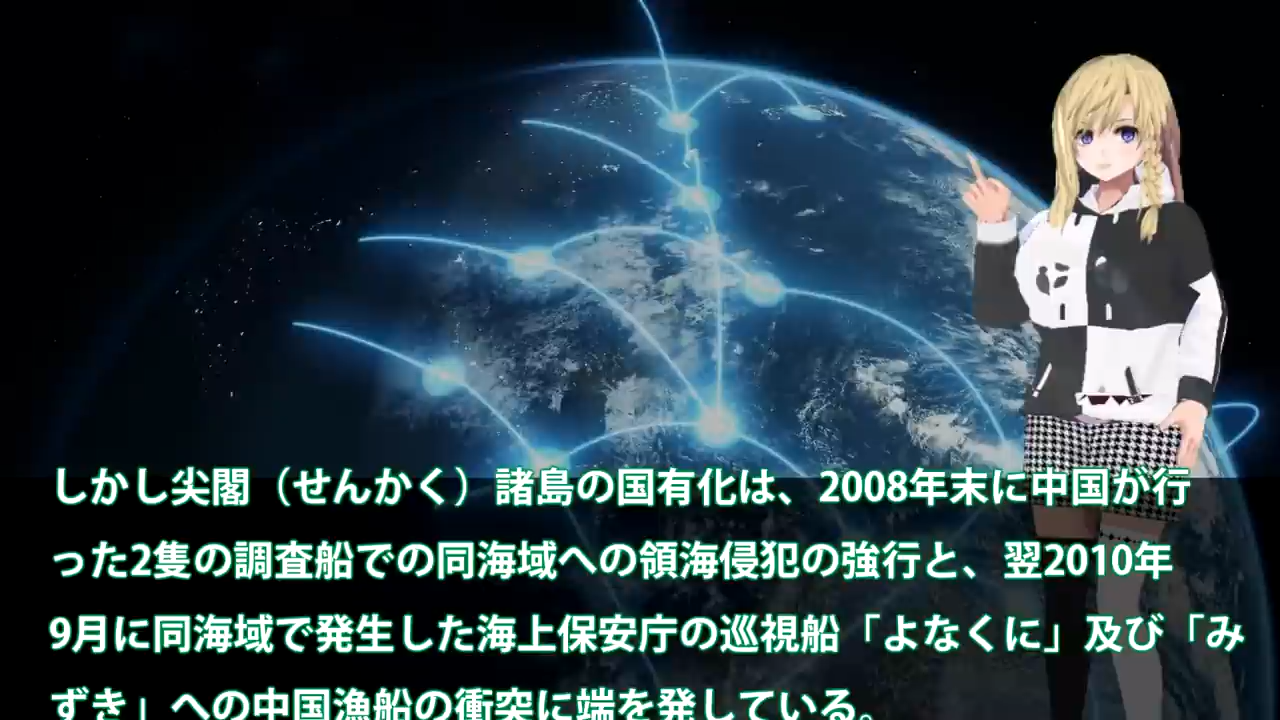 しかし尖閣（せんかく）諸島の国有化は、2008年末に中国が行
った2隻の調査船での同海域への領海侵犯の強行と、翌2010年
9月に同海域で発生した海上保安庁の巡視船「よなくに」及び「み
ずき」への中国漁船の衝突に端を発している。